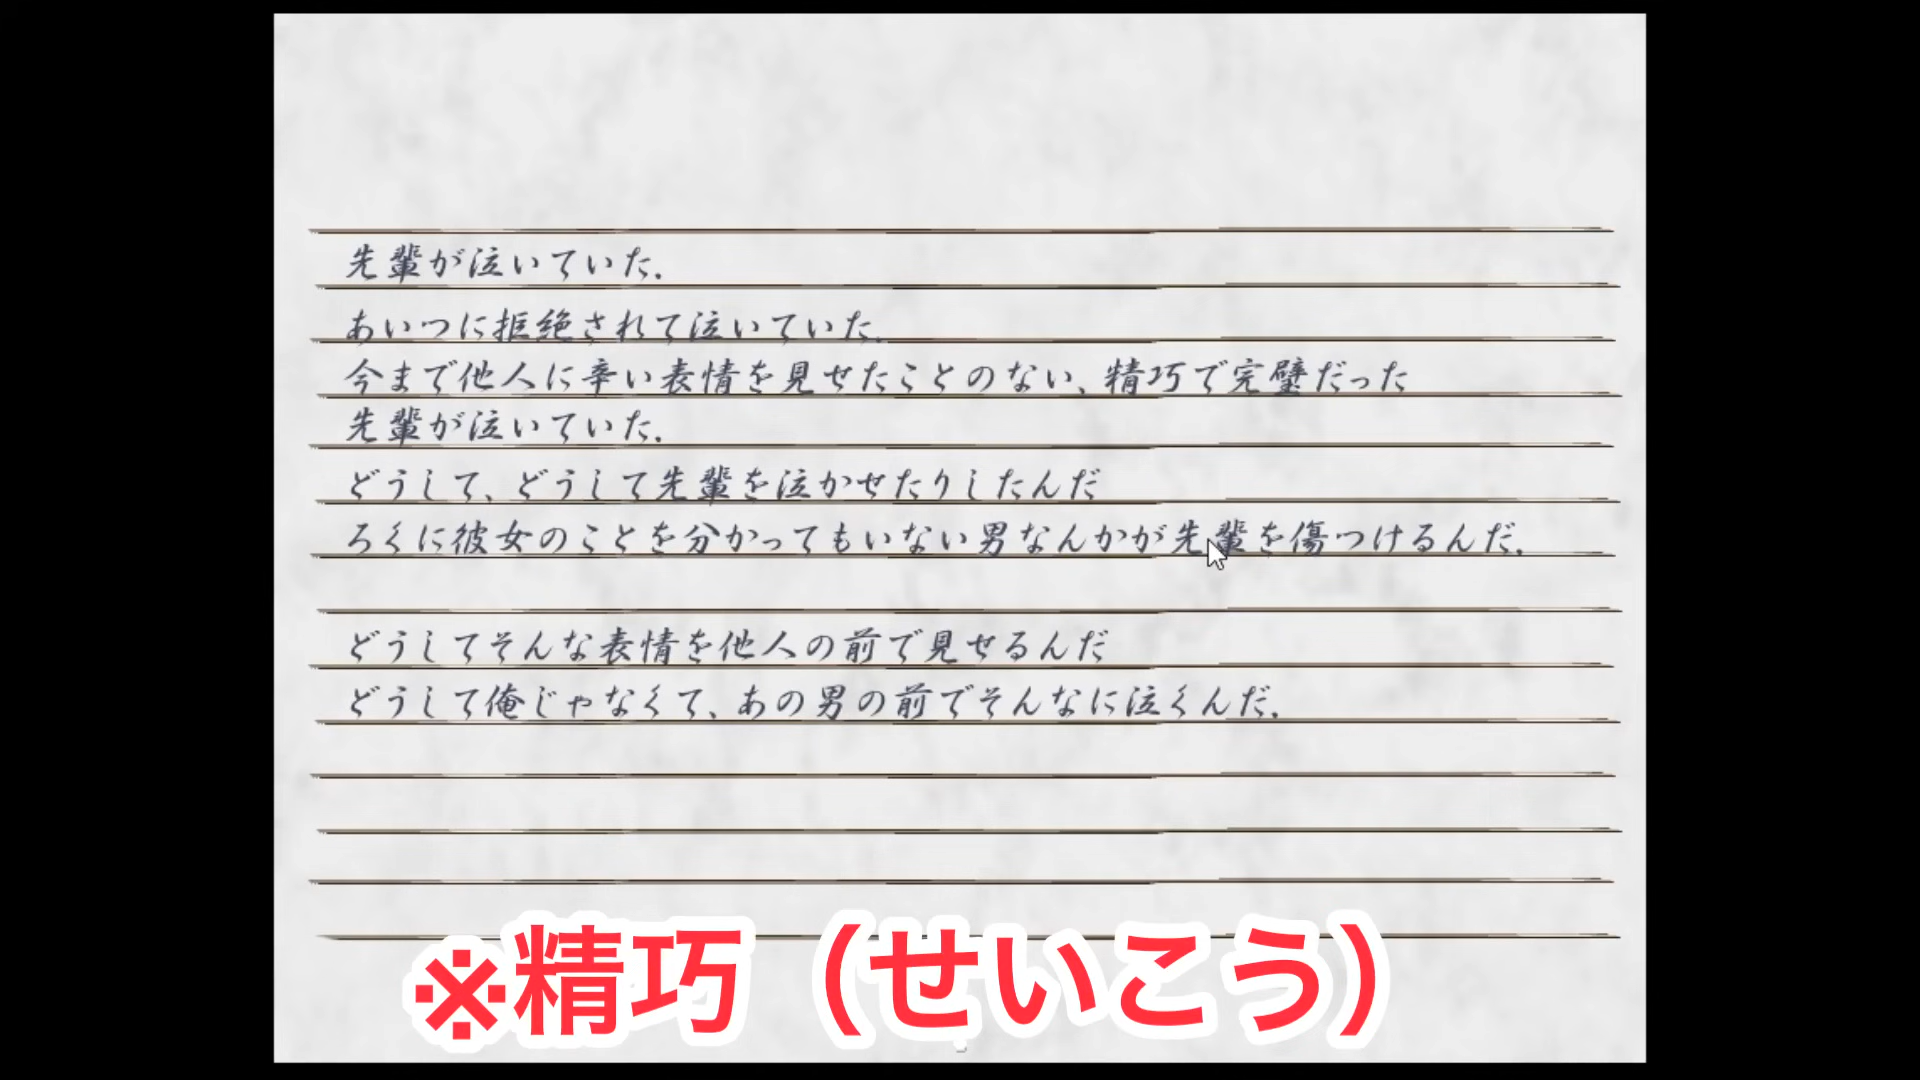 先輩が泣いていた.
あいつに拒絶されて泣いていた.
今まで他人に辛い表情を見せたことのない、精巧で完璧だった
先輩が泣いていた.
どうして、どうして先輩を泣かせたりしたんだ
ろくに彼女のことを分かってもいない男なんかが先輩を傷つけるんだ.
どうしてそんな表情を他人の前で見せるんだ
どうして俺じゃなくて、あの男の前でそんなに泣くんだ.
※精巧（せいこう）